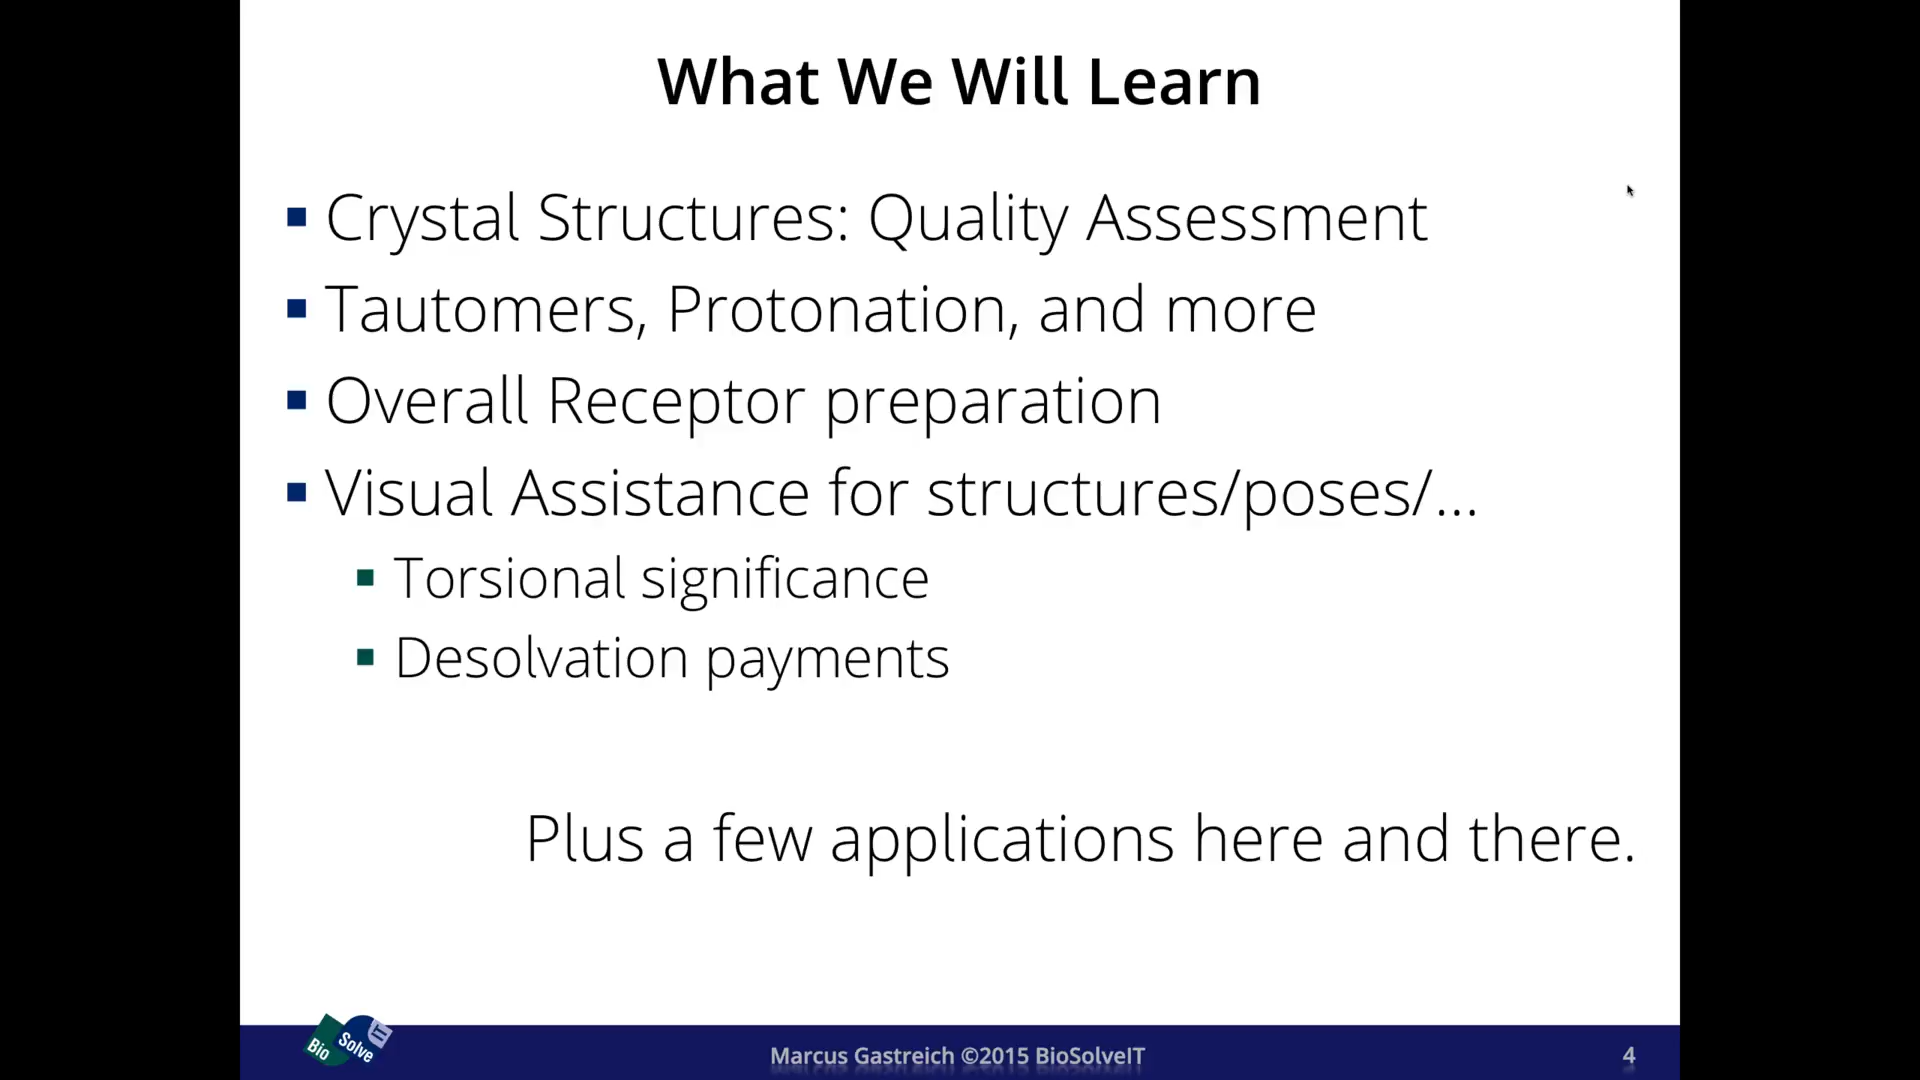 What We Will Learn
Crystal Structures: Quality Assessment
Tautomers, Protonation, and more
Overall Receptor preparation
Visual Assistance for structures/poses/...
Torsional significance
Desolvation payments
Plus a few applications here and there.
Bio Solve IT
Marcus Gastreich ©2015 BioSolveIT
4